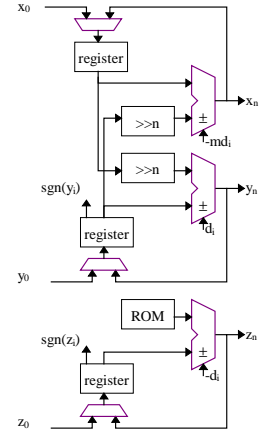 x0
register
>>n
±
xn
-mdi
>>n
sgn(yi)
±
yn
register
di
y0
ROM
sgn(zi)
±
zn
register
-di
z0